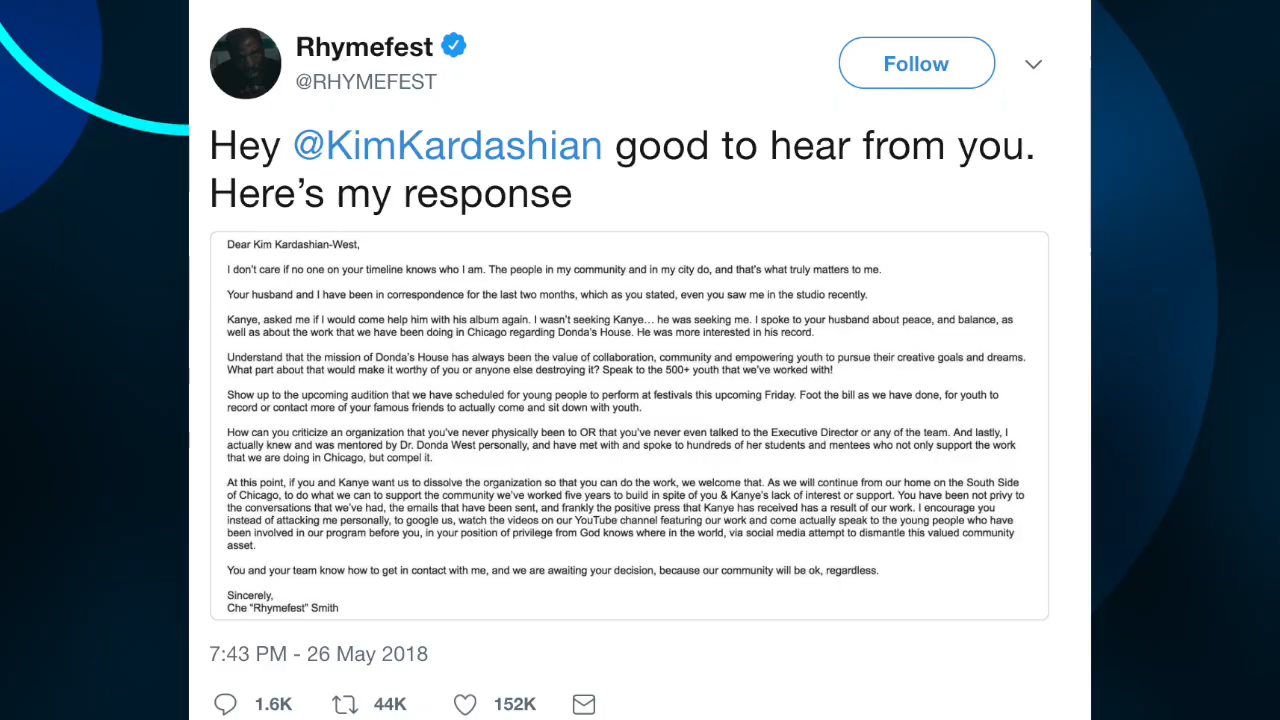 Rhymefest
@RHYMEFEST
Follow
Hey @KimKardashian good to hear from you.
Here's my response
Dear Kim Kardashian-West,
I don't care if no one on your timeline knows who I am. The people in my community and in my city do, and that's what truly matters to me.
Your husband and I have been in correspondence for the last two months, which as you stated, even you saw me in the studio recently.
Kanye, asked me if I would come help him with his album again. I wasn't seeking Kanye... he was seeking me. I spoke to your husband about peace, and balance, as
well as about the work that we have been doing in Chicago regarding Donda's House. He was more interested in his record.
Understand that the mission of Donda's House has always been the value of collaboration, community and empowering youth to pursue their creative goals and dreams.
What part about that would make it worthy of you or anyone else destroying it? Speak to the 500+ youth that we've worked with!
Show up to the upcoming audition that we have scheduled for young people to perform at festivals this upcoming Friday. Foot the bill as we have done, for youth to
record or contact more of your famous friends to actually come and sit down with youth.
How can you criticize an organization that you've never physically been to OR that you've never even talked to the Executive Director or any of the team. And lastly, I
actually knew and was mentored by Dr. Donda West personally, and have met with and spoke to hundreds of her students and mentees who not only support the work
that we are doing in Chicago, but compel it.
At this point, if you and Kanye want us to dissolve the organization so that you can do the work, we welcome that. As we will continue from our home on the South Side
of Chicago, to do what we can to support the community we've worked five years to build in spite of you & Kanye's lack of interest or support. You have been not privy to
the conversations that we've had, the emails that have been sent, and frankly the positive press that Kanye has received has a result of our work. I encourage you
instead of attacking me personally, to google us, watch the videos on our YouTube channel featuring our work and come actually speak to the young people who have
been involved in our program before you, in your position of privilege from God knows where in the world, via social media attempt to dismantle this valued community
asset.
You and your team know how to get in contact with me, and we are awaiting your decision, because our community will be ok, regardless.
Sincerely,
Che "Rhymefest" Smith
7:43 PM - 26 May 2018
1.6K 44K 152K